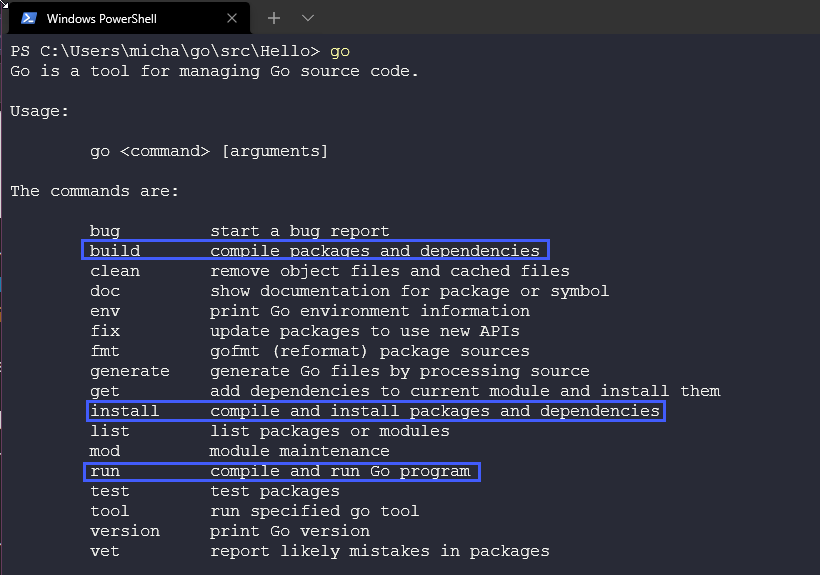 Windows PowerShell
PS C:\Users\micha\go\src\Hello> go
Go is a tool for managing Go source code.
Usage:
go <command> [arguments]
The commands are:
bug start a bug report
build compile packages and dependencies
clean remove object files and cached files
doc show documentation for package or symbol
env print Go environment information
fix update packages to use new APIs
fmt gofmt (reformat) package sources
generate generate Go files by processing source
get add dependencies to current module and install them
install compile and install packages and dependencies
list list packages or modules
mod module maintenance
run compile and run Go program
test test packages
tool run specified go tool
version print Go version
vet report likely mistakes in packages